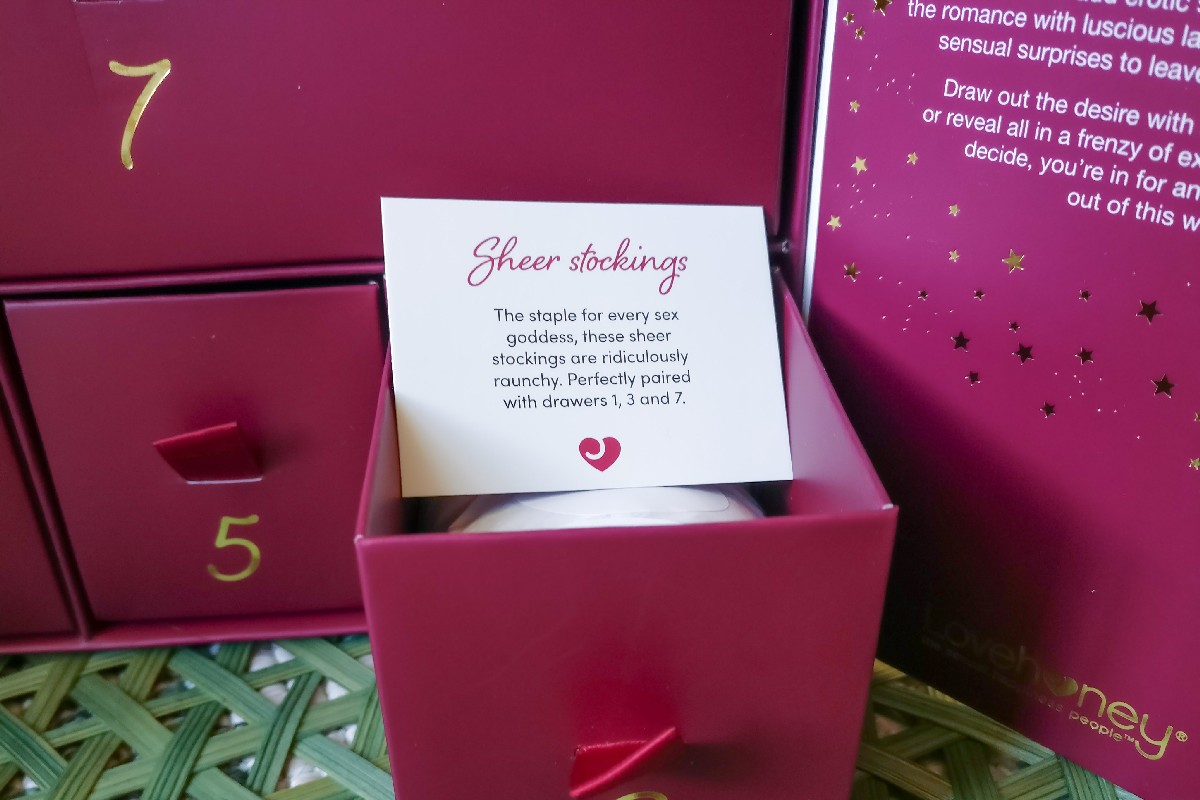 7
Sheer stockings
The staple for every sex
goddess, these sheer
stockings are ridiculously
raunchy. Perfectly paired
with drawers 1, 3 and 7.
5
the romance with luscious
sensual surprises to leave
Draw out the desire with
or reveal all in a frenzy of
decide, you're in for an
out of this
Lovehoney®
people™